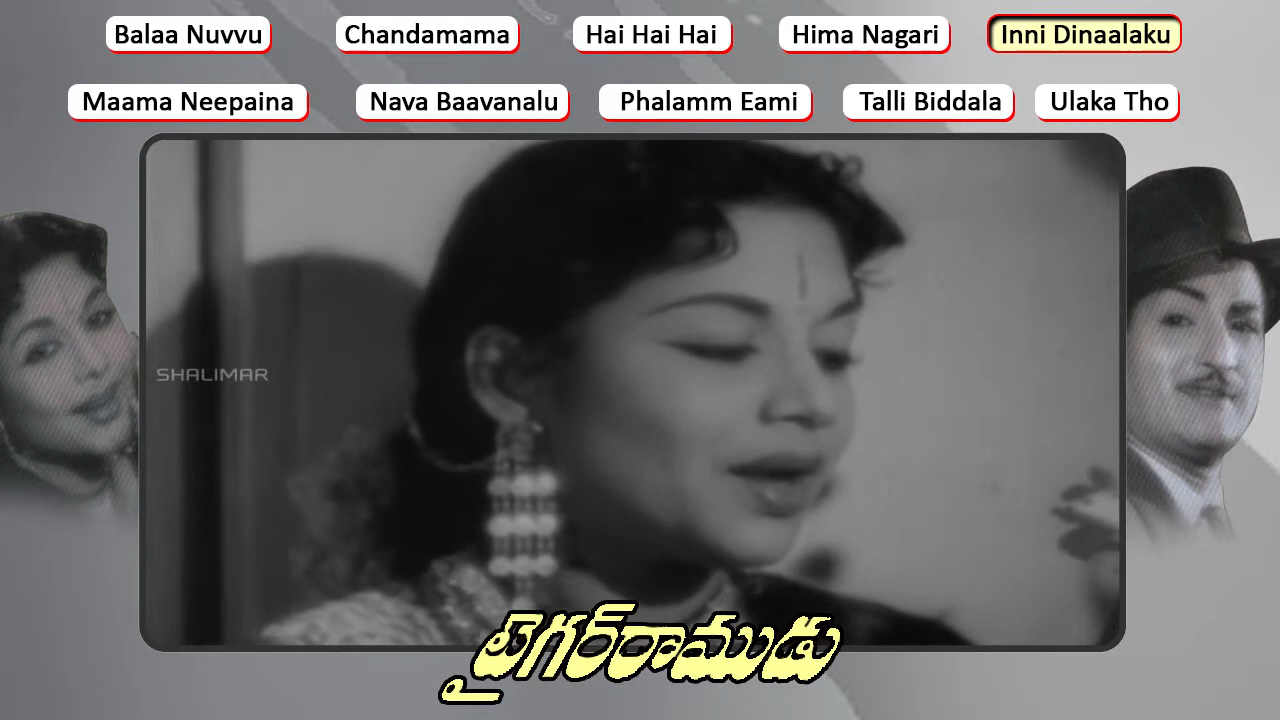 Balaa Nuvvu Chandamama Hai Hai Hai Hima Nagari Inni Dinaalaku
Maama Neepaina Nava Baavanalu Phalamm Eami Talli Biddala Ulaka Tho
SHALIMAR
టైగర్రాముడు